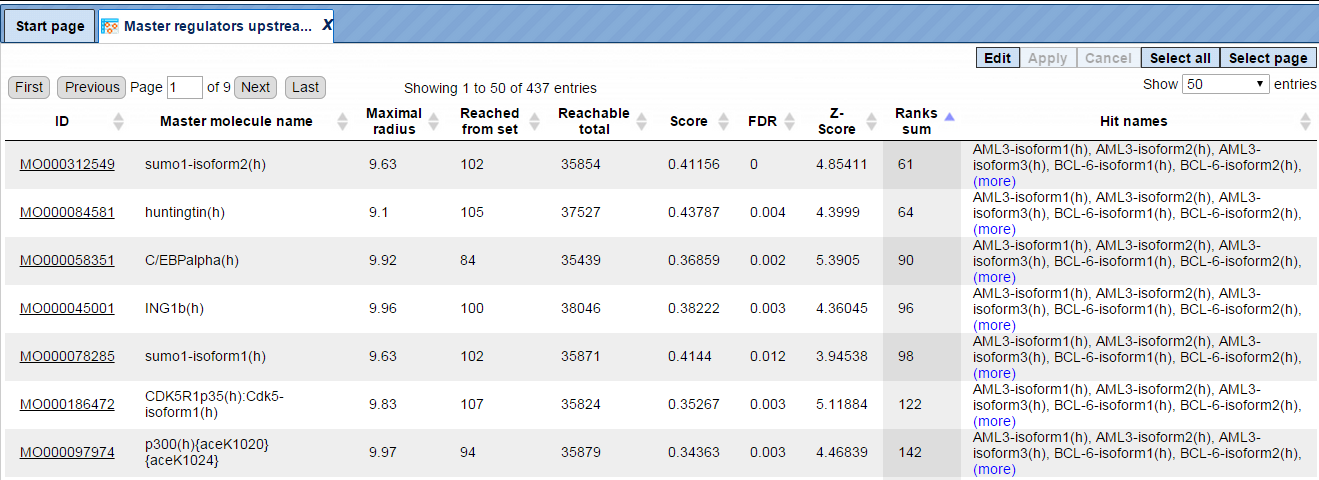 Start page
Master regulators upstrea... X
Edit Apply Cancel Select all Select page
First Previous Page 1 of 9 Next Last Showing 1 to 50 of 437 entries Show 50 entries
ID Master molecule name Maximal radius Reached from set Reachable total Score FDR Z-Score Ranks sum Hit names
MO000312549 sumo1-isoform2(h) 9.63 102 35854 0.41156 0 4.85411 61 AML3-isoform1(h), AML3-isoform2(h), AML3-
isoform3(h), BCL-6-isoform1(h), BCL-6-isoform2(h),
(more)
MO000084581 huntingtin(h) 9.1 105 37527 0.43787 0.004 4.3999 64 AML3-isoform1(h), AML3-isoform2(h), AML3-
isoform3(h), BCL-6-isoform1(h), BCL-6-isoform2(h),
(more)
MO000058351 C/EBPalpha(h) 9.92 84 35439 0.36859 0.002 5.3905 90 AML3-isoform1(h), AML3-isoform2(h), AML3-
isoform3(h), BCL-6-isoform1(h), BCL-6-isoform2(h),
(more)
MO000045001 ING1b(h) 9.96 100 38046 0.38222 0.003 4.36045 96 AML3-isoform1(h), AML3-isoform2(h), AML3-
isoform3(h), BCL-6-isoform1(h), BCL-6-isoform2(h),
(more)
MO000078285 sumo1-isoform1(h) 9.63 102 35871 0.4144 0.012 3.94538 98 AML3-isoform1(h), AML3-isoform2(h), AML3-
isoform3(h), BCL-6-isoform1(h), BCL-6-isoform2(h),
(more)
MO000186472 CDK5R1p35(h):Cdk5-
isoform1(h) 9.83 107 35824 0.35267 0.003 5.11884 122 AML3-isoform1(h), AML3-isoform2(h), AML3-
isoform3(h), BCL-6-isoform1(h), BCL-6-isoform2(h),
(more)
MO000097974 p300(h){aceK1020}
{aceK1024} 9.97 94 35879 0.34363 0.003 4.46839 142 AML3-isoform1(h), AML3-isoform2(h), AML3-
isoform3(h), BCL-6-isoform1(h), BCL-6-isoform2(h),
(more)